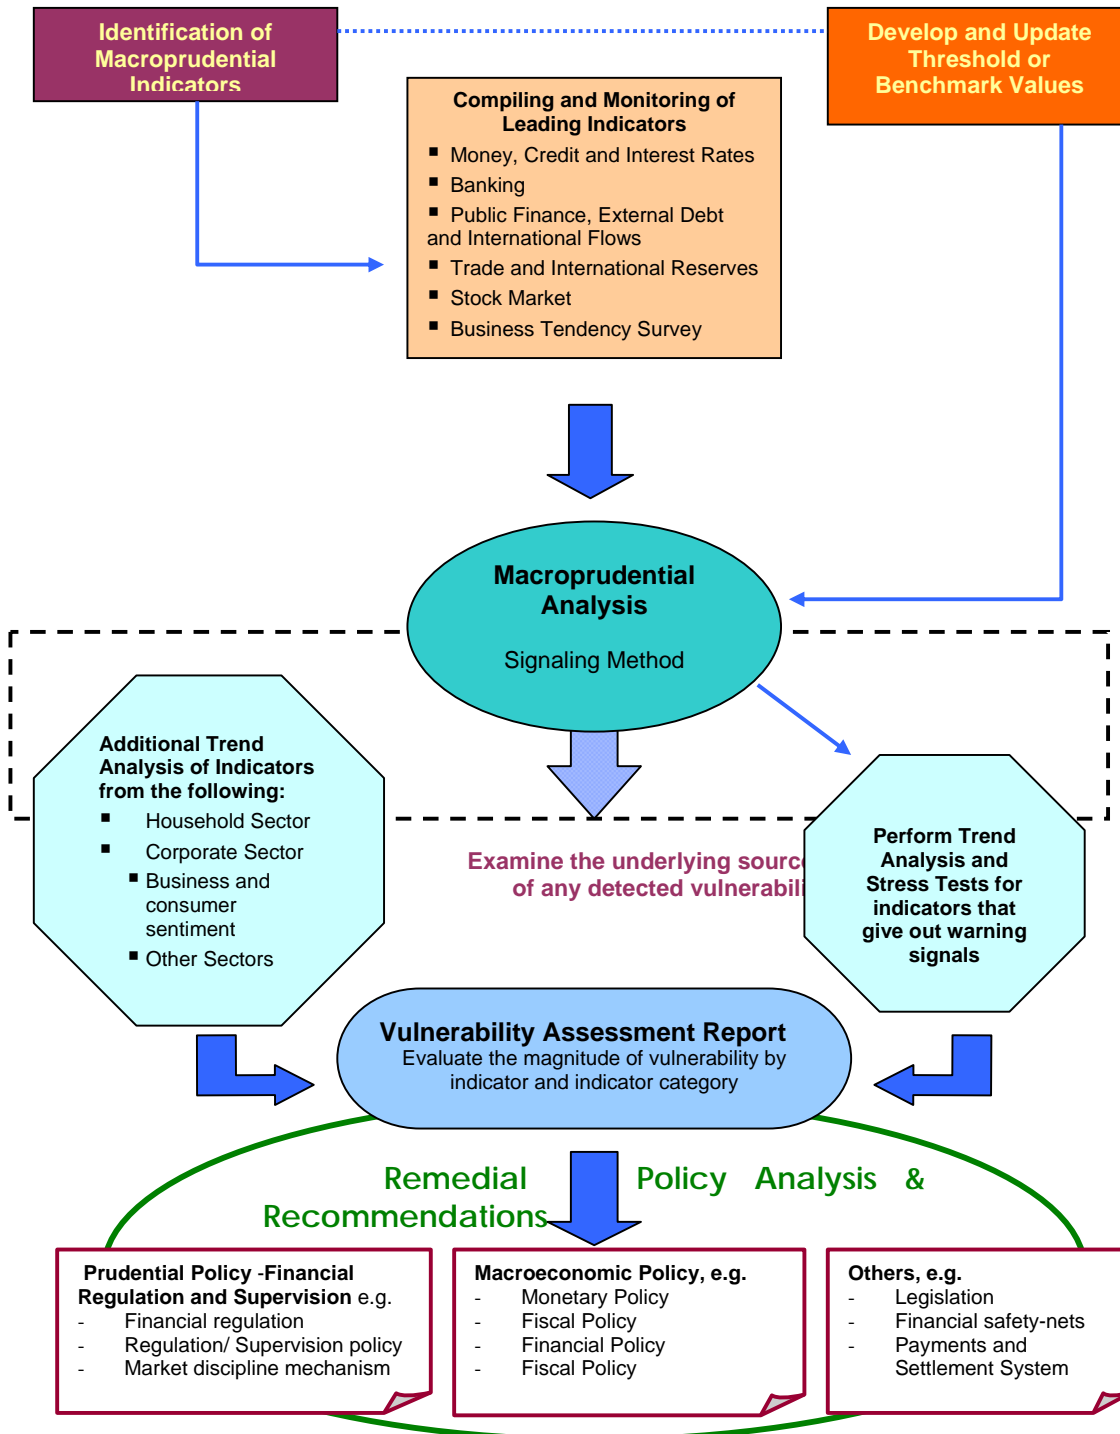 Identification of
Macroprudential
Indicators
Develop and Update
Threshold or
Benchmark Values
Compiling and Monitoring of
Leading Indicators
▪ Money, Credit and Interest Rates
▪ Banking
▪ Public Finance, External Debt
and International Flows
▪ Trade and International Reserves
▪ Stock Market
▪ Business Tendency Survey
Macroprudential
Analysis
Signaling Method
Additional Trend
Analysis of Indicators
from the following:
▪ Household Sector
▪ Corporate Sector
▪ Business and
consumer
sentiment
▪ Other Sectors
Examine the underlying source
of any detected vulnerabili
Perform Trend
Analysis and
Stress Tests for
indicators that
give out warning
signals
Vulnerability Assessment Report
Evaluate the magnitude of vulnerability by
indicator and indicator category
Remedial Policy Analysis &
Recommendations
Prudential Policy -Financial
Regulation and Supervision e.g.
- Financial regulation
- Regulation/ Supervision policy
- Market discipline mechanism
Macroeconomic Policy, e.g.
- Monetary Policy
- Fiscal Policy
- Financial Policy
- Fiscal Policy
Others, e.g.
- Legislation
- Financial safety-nets
- Payments and
Settlement System